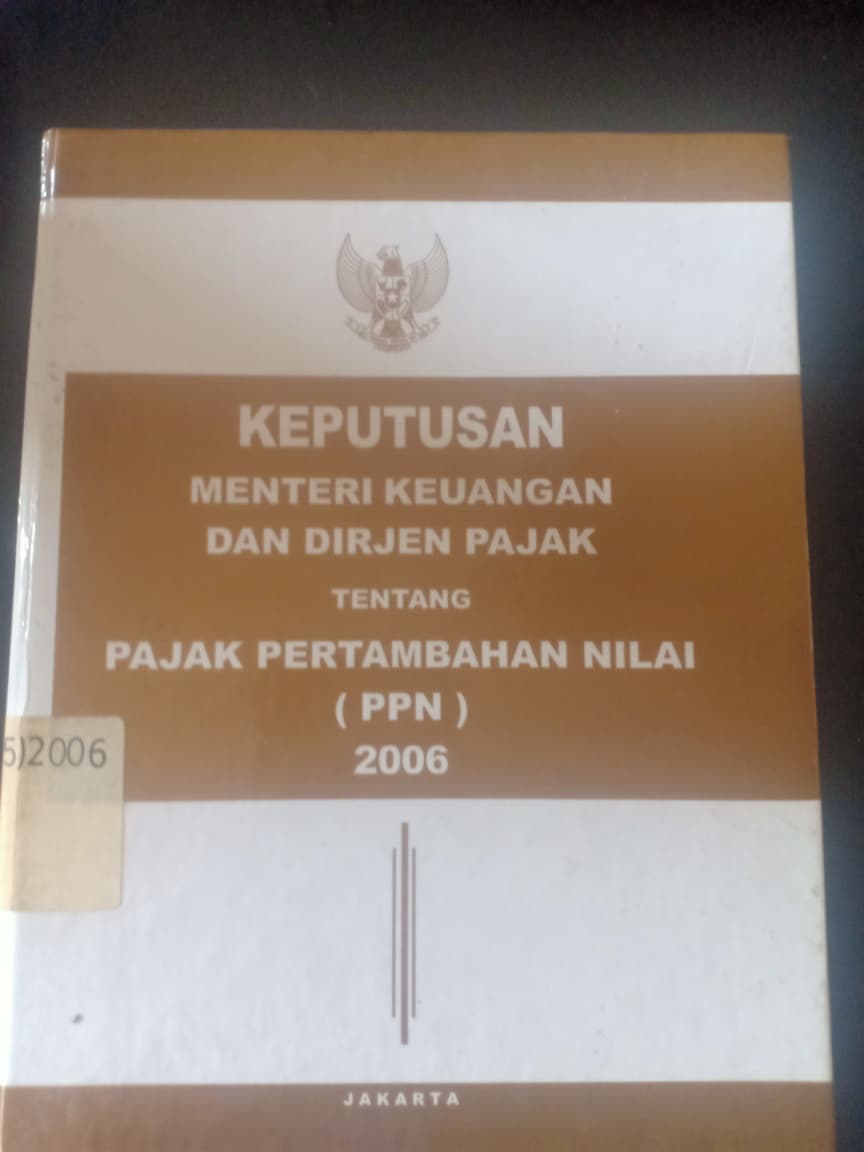 KEPUTUSAN
MENTERI KEUANGAN
DAN DIRJEN PAJAK
TENTANG
PAJAK PERTAMBAHAN NILAI
( PPN )
2006
5)2006
JAKARTA